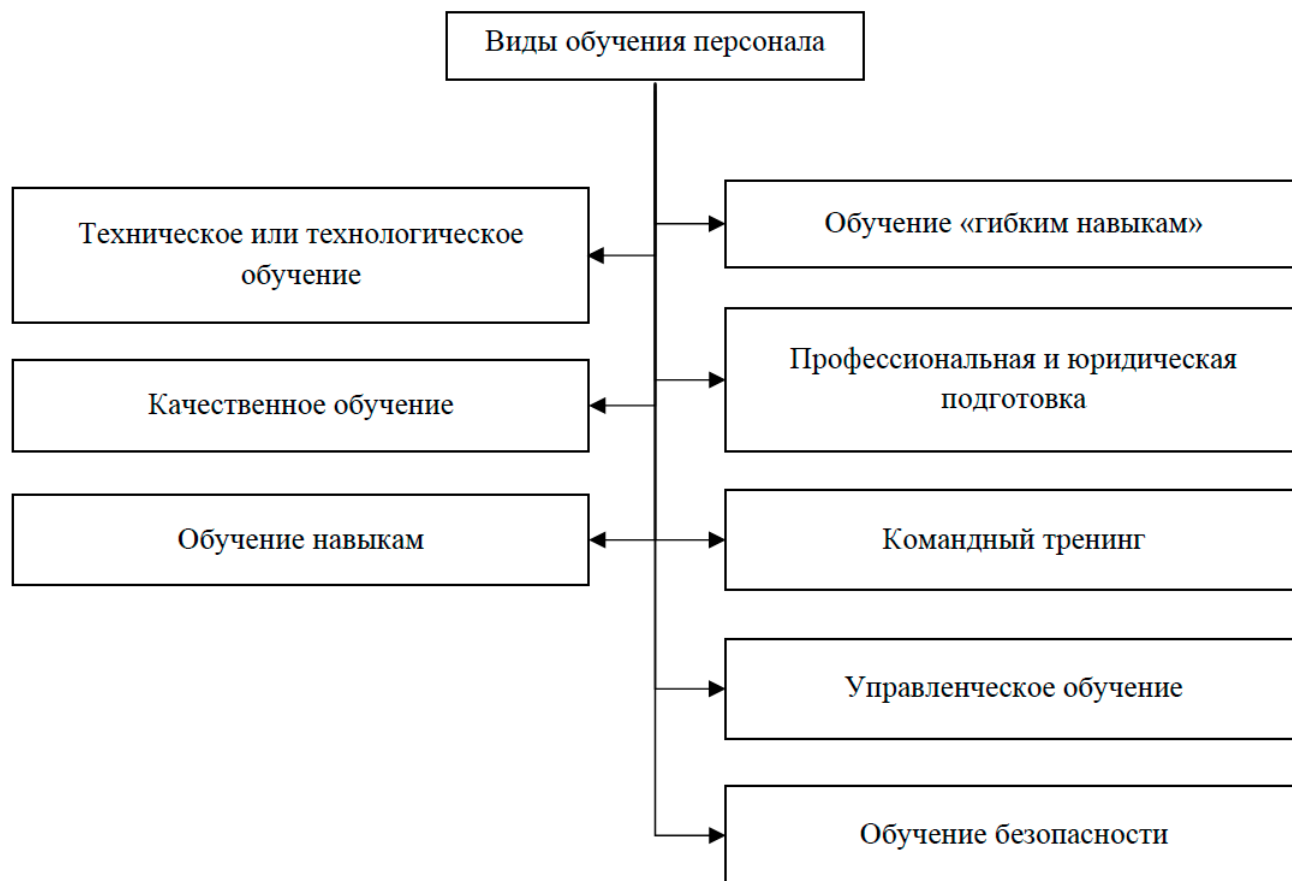 Виды обучения персонала
Техническое или технологическое
обучение
Качественное обучение
Обучение навыкам
Обучение «гибким навыкам»
Профессиональная и юридическая
подготовка
Командный тренинг
Управленческое обучение
Обучение безопасности